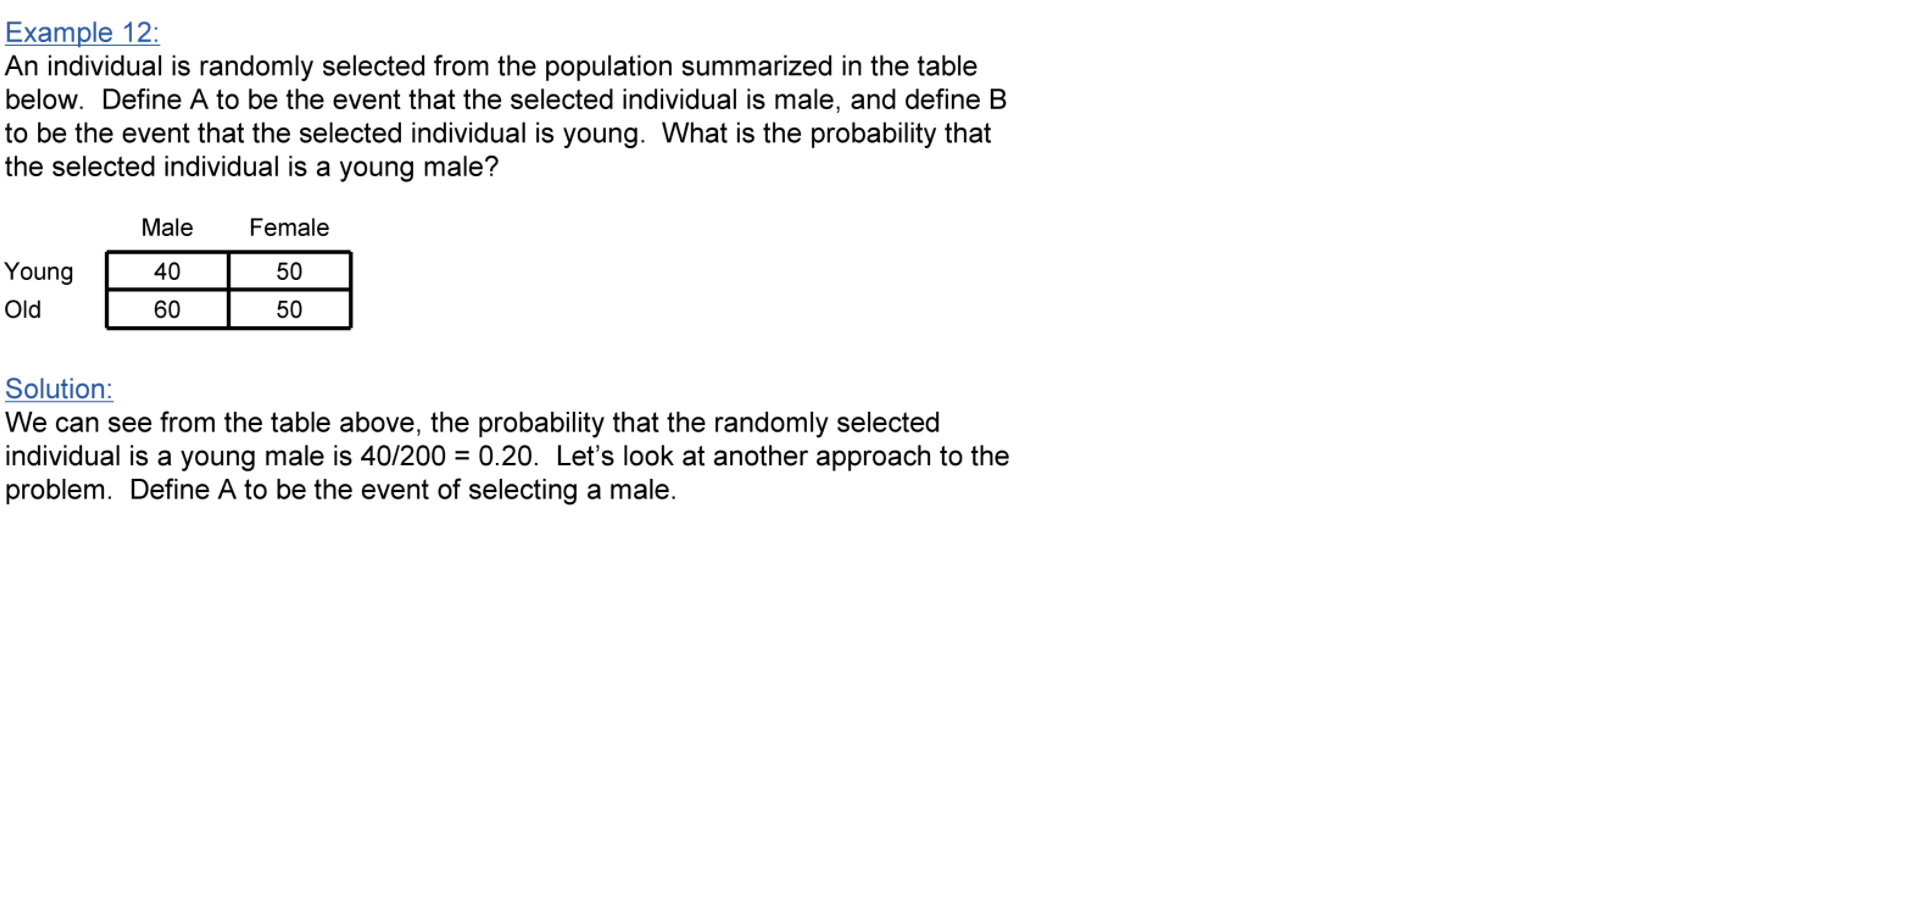 Example 12:
An individual is randomly selected from the population summarized in the table
below.  Define A to be the event that the selected individual is male, and define B
to be the event that the selected individual is young.  What is the probability that
the selected individual is a young male?
Male Female
Young 40 50
Old 60 50
Solution:
We can see from the table above, the probability that the randomly selected
individual is a young male is 40/200 = 0.20.  Let’s look at another approach to the
problem.  Define A to be the event of selecting a male.